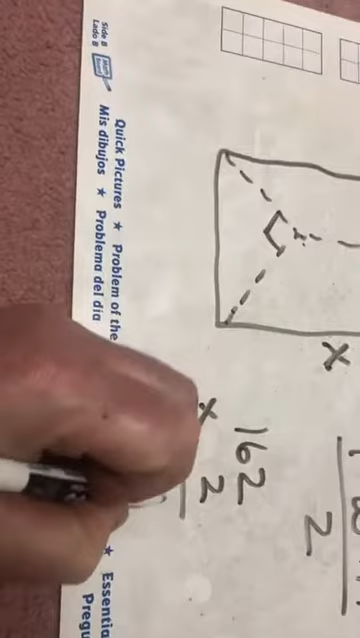 Side B
Lado B
Quick Pictures ★ Problem of the
Mis dibujos ★ Problema del día
★ Essentia
Pregu
x
162
x 2
2